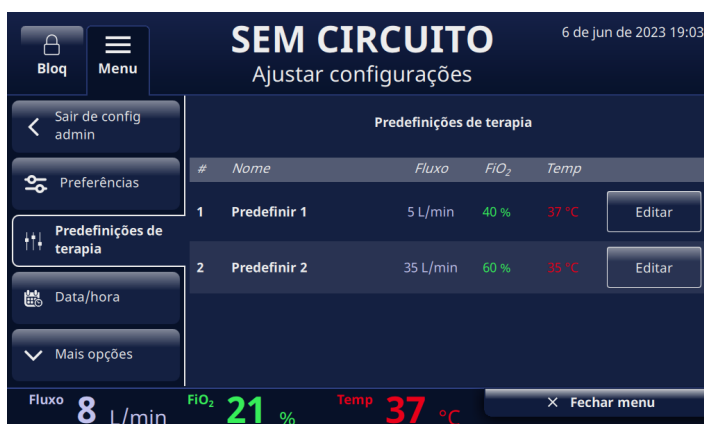 Bloq
Menu
SEM CIRCUITO
Ajustar configurações
6 de jun de 2023 19:03
Sair de config
admin
Preferências
Predefinições de
terapia
Data/hora
Mais opções
Predefinições de terapia
# Nome Fluxo FiO₂ Temp
1 Predefinir 1 5 L/min 40 % 37 °C Editar
2 Predefinir 2 35 L/min 60 % 35 °C Editar
Fluxo 8 L/min FiO₂ 21 % Temp 37 °C
× Fechar menu